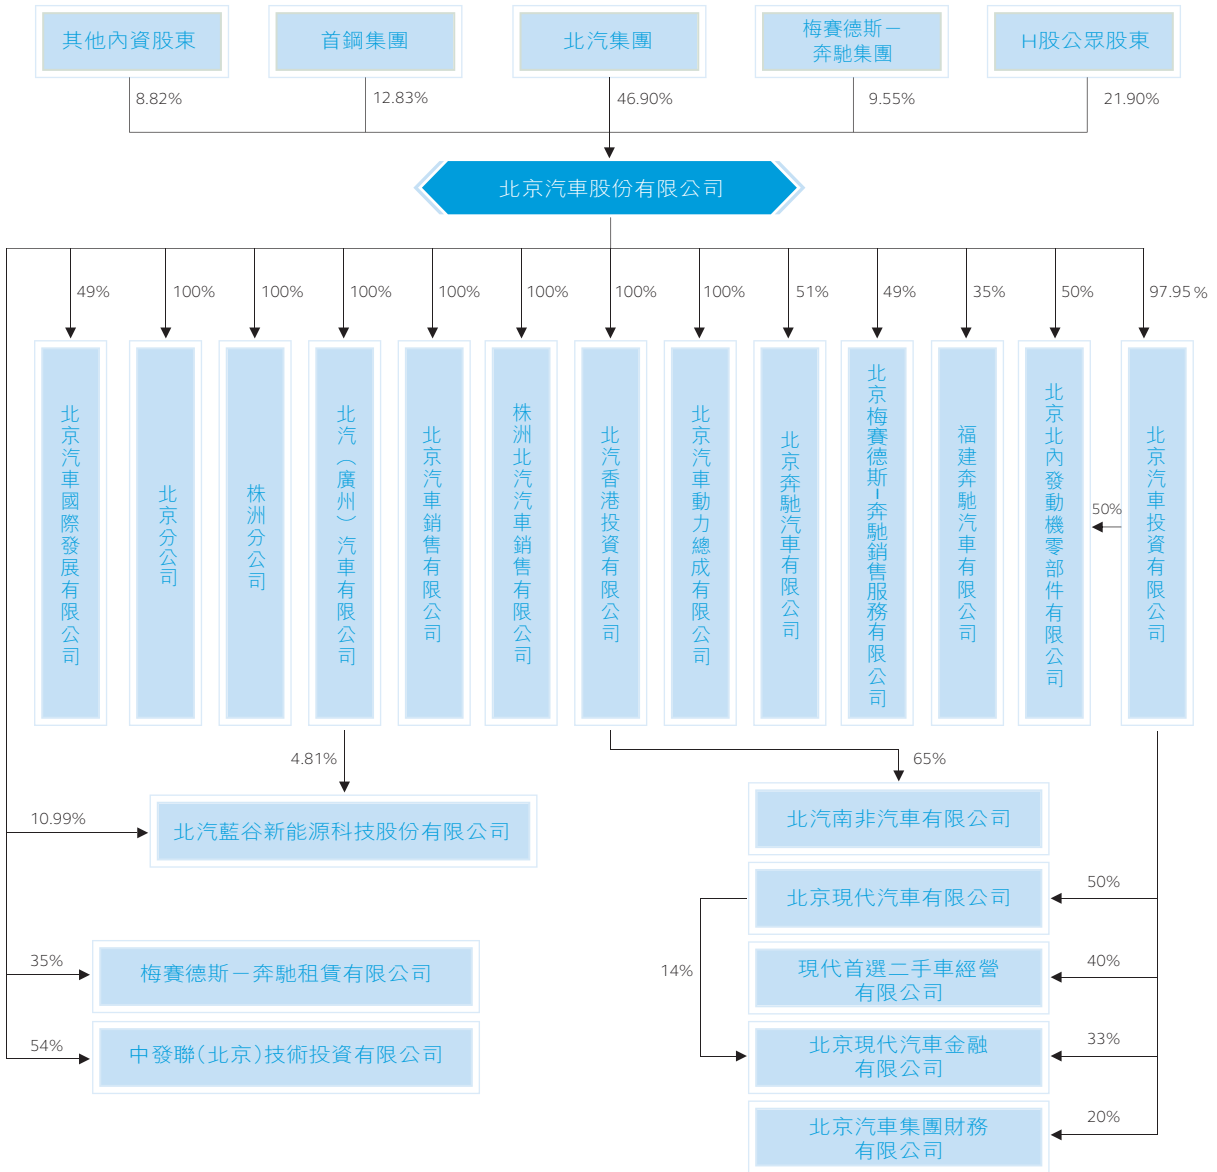 其他內資股東
首鋼集團
北汽集團
梅賽德斯－
奔馳集團
H股公眾股東
8.82%
12.83%
46.90%
9.55%
21.90%
北京汽車股份有限公司
49%
100%
100%
100%
100%
100%
100%
100%
51%
49%
35%
50%
97.95%
北京汽車國際發展有限公司
北京分公司
株洲分公司
北汽（廣州）汽車有限公司
北京汽車銷售有限公司
株洲北汽汽車銷售有限公司
北汽香港投資有限公司
北京汽車動力總成有限公司
北京奔馳汽車有限公司
北京梅賽德斯-奔馳銷售服務有限公司
福建奔馳汽車有限公司
北京北內發動機零部件有限公司
50%
北京汽車投資有限公司
4.81%
65%
10.99%
北汽藍谷新能源科技股份有限公司
北汽南非汽車有限公司
北京現代汽車有限公司
50%
35%
梅賽德斯－奔馳租賃有限公司
14%
現代首選二手車經營
有限公司
40%
54%
中發聯(北京)技術投資有限公司
北京現代汽車金融
有限公司
33%
北京汽車集團財務
有限公司
20%